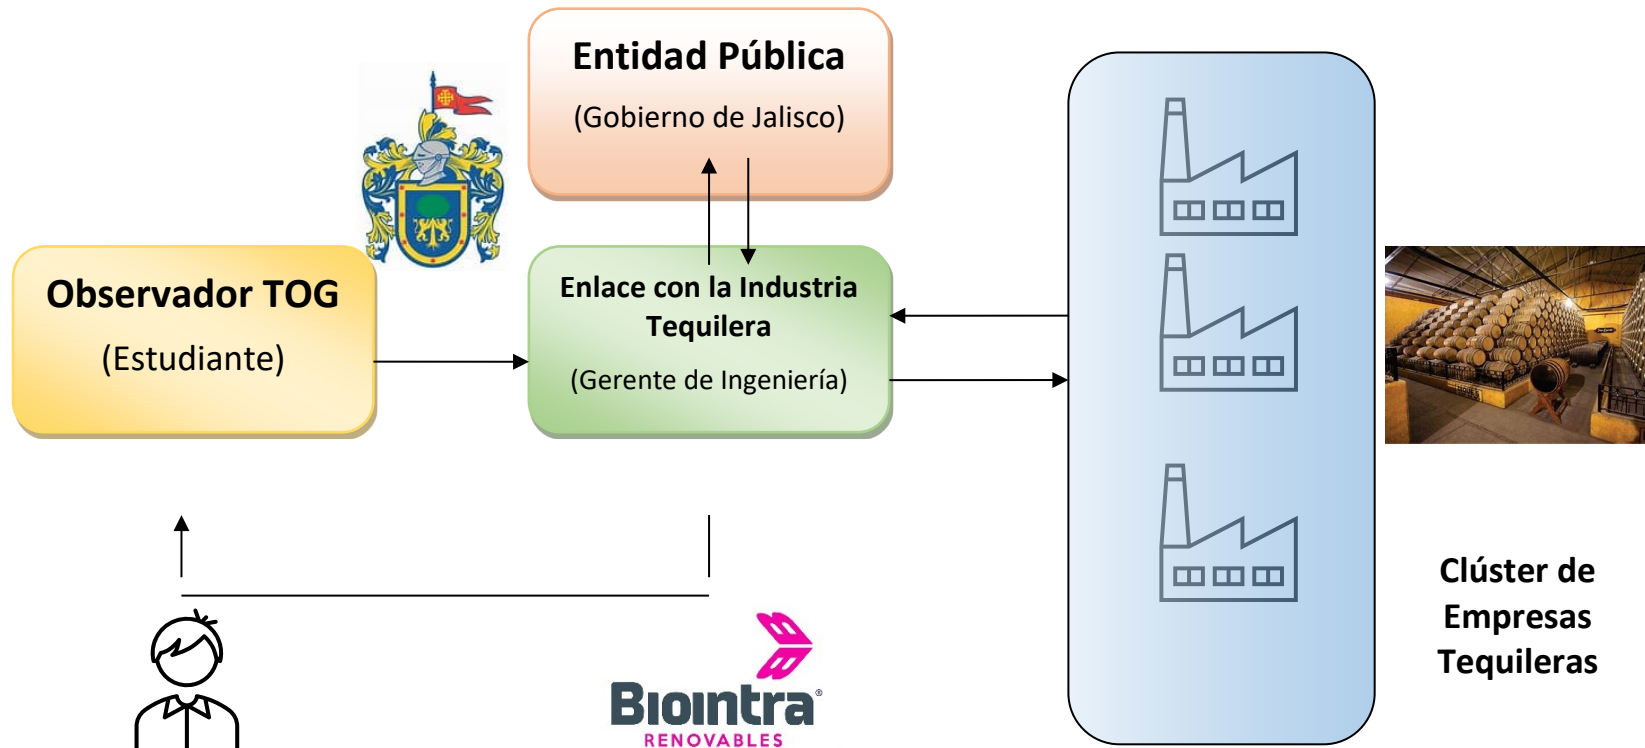 Entidad Pública
(Gobierno de Jalisco)
Observador TOG
(Estudiante)
Enlace con la Industria
Tequilera
(Gerente de Ingeniería)
Clúster de
Empresas
Tequileras
Biointra®
RENOVABLES